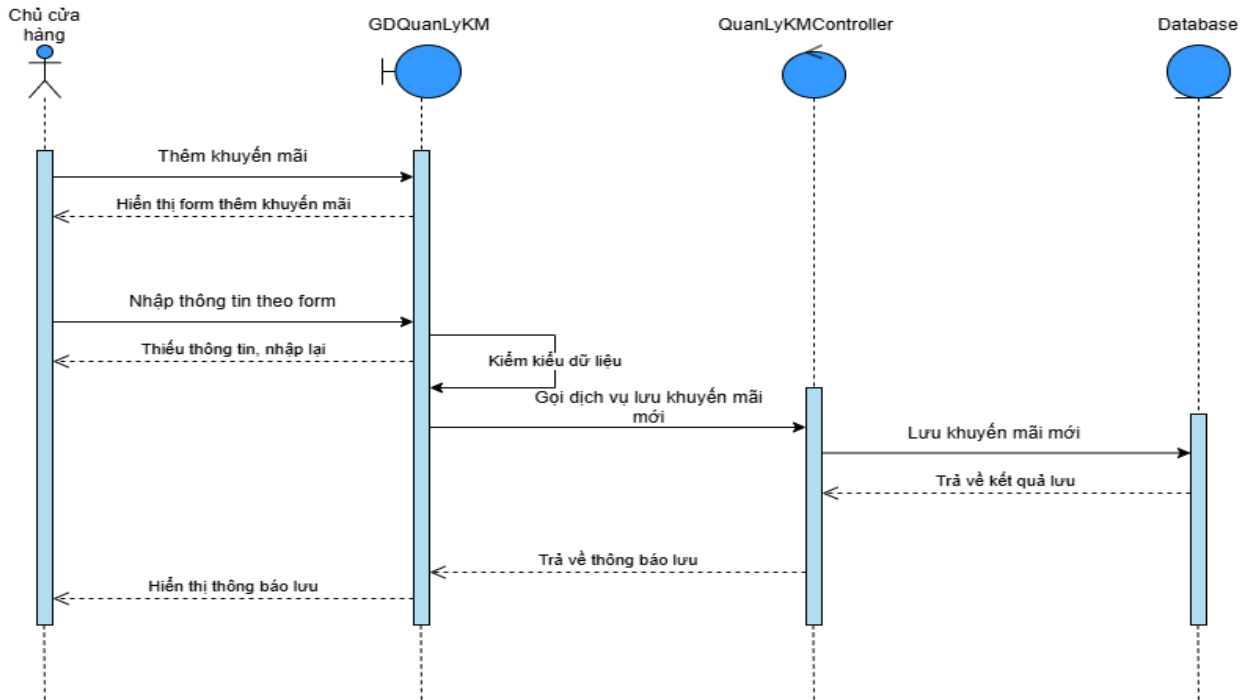 Chủ cửa
hàng
GDQuanLyKM
QuanLyKMController
Database
Thêm khuyến mãi
Hiển thị form thêm khuyến mãi
Nhập thông tin theo form
Thiếu thông tin, nhập lại
Kiểm kiểu dữ liệu
Gọi dịch vụ lưu khuyến mãi
mới
Lưu khuyến mãi mới
Trả về kết quả lưu
Trả về thông báo lưu
Hiển thị thông báo lưu